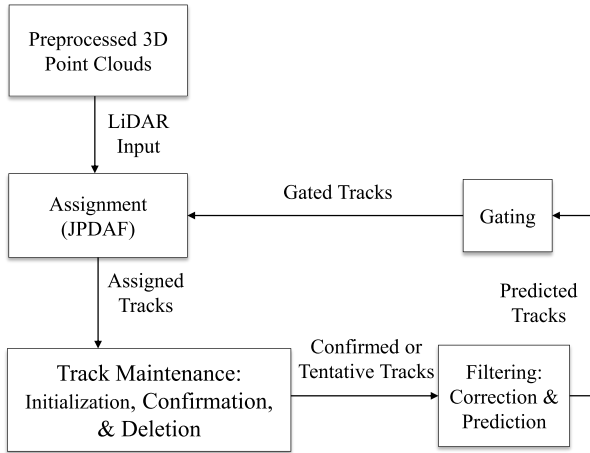 Preprocessed 3D
Point Clouds
LiDAR
Input
Assignment
(JPDAF)
Gated Tracks
Gating
Assigned
Tracks
Predicted
Tracks
Track Maintenance:
Initialization, Confirmation,
& Deletion
Confirmed or
Tentative Tracks
Filtering:
Correction &
Prediction